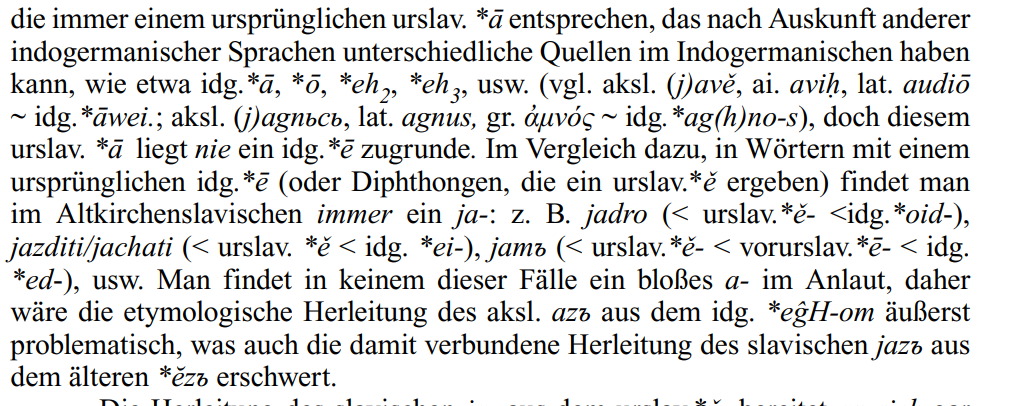 die immer einem ursprünglichen urslav. *ā entsprechen, das nach Auskunft anderer
indogermanischer Sprachen unterschiedliche Quellen im Indogermanischen haben
kann, wie etwa idg.*ā, *ō, *eh₂, *eh₃, usw. (vgl. aksl. (j)avě, ai. aviḥ, lat. audiō
~ idg.*āwei.; aksl. (j)agnьcь, lat. agnus, gr. ἀμνός ~ idg.*ag(h)no-s), doch diesem
urslav. *ā liegt nie ein idg.*ē zugrunde. Im Vergleich dazu, in Wörtern mit einem
ursprünglichen idg.*ē (oder Diphthongen, die ein urslav.*ě ergeben) findet man
im Altkirchenslavischen immer ein ja-: z. B. jadro (< urslav.*ě- <idg.*oid-),
jazditi/jachati (< urslav. *ě < idg. *ei-), jamъ (< urslav.*ě- < vorurslav.*ē- < idg.
*ed-), usw. Man findet in keinem dieser Fälle ein bloßes a- im Anlaut, daher
wäre die etymologische Herleitung des aksl. azъ aus dem idg. *eĝH-om äußerst
problematisch, was auch die damit verbundene Herleitung des slavischen jazъ aus
dem älteren *ězъ erschwert.